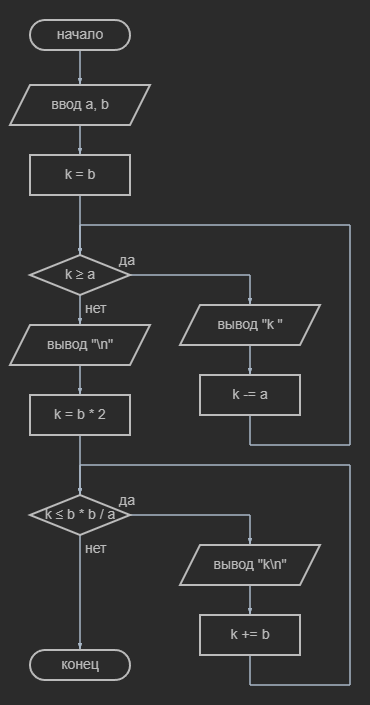 начало
ввод a, b
k = b
k ≥ a
да
нет
вывод "k "
вывод "\n"
k -= a
k = b * 2
k ≤ b * b / a
да
нет
вывод "k\n"
k += b
конец